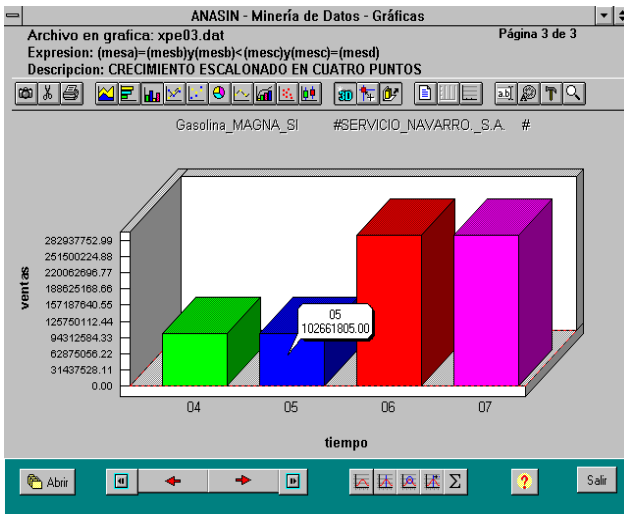 ANASIN - Minería de Datos - Gráficas
Archivo en grafica: xpe03.dat
Página 3 de 3
Expresion: (mesa)=(mesb)y(mesb)<(mesc)y(mesc)=(mesd)
Descripcion: CRECIMIENTO ESCALONADO EN CUATRO PUNTOS
3D
a.b
T
Gasolina_MAGNA_SI #SERVICIO_NAVARRO,_S.A. #
282937752.99
251500224.88
220062696.77
188625168.66
157187640.55
125750112.44
94312584.33
62875056.22
31437528.11
0.00
ventas
05
102661805.00
04 05 06 07
tiempo
Abrir
Σ
?
Salir